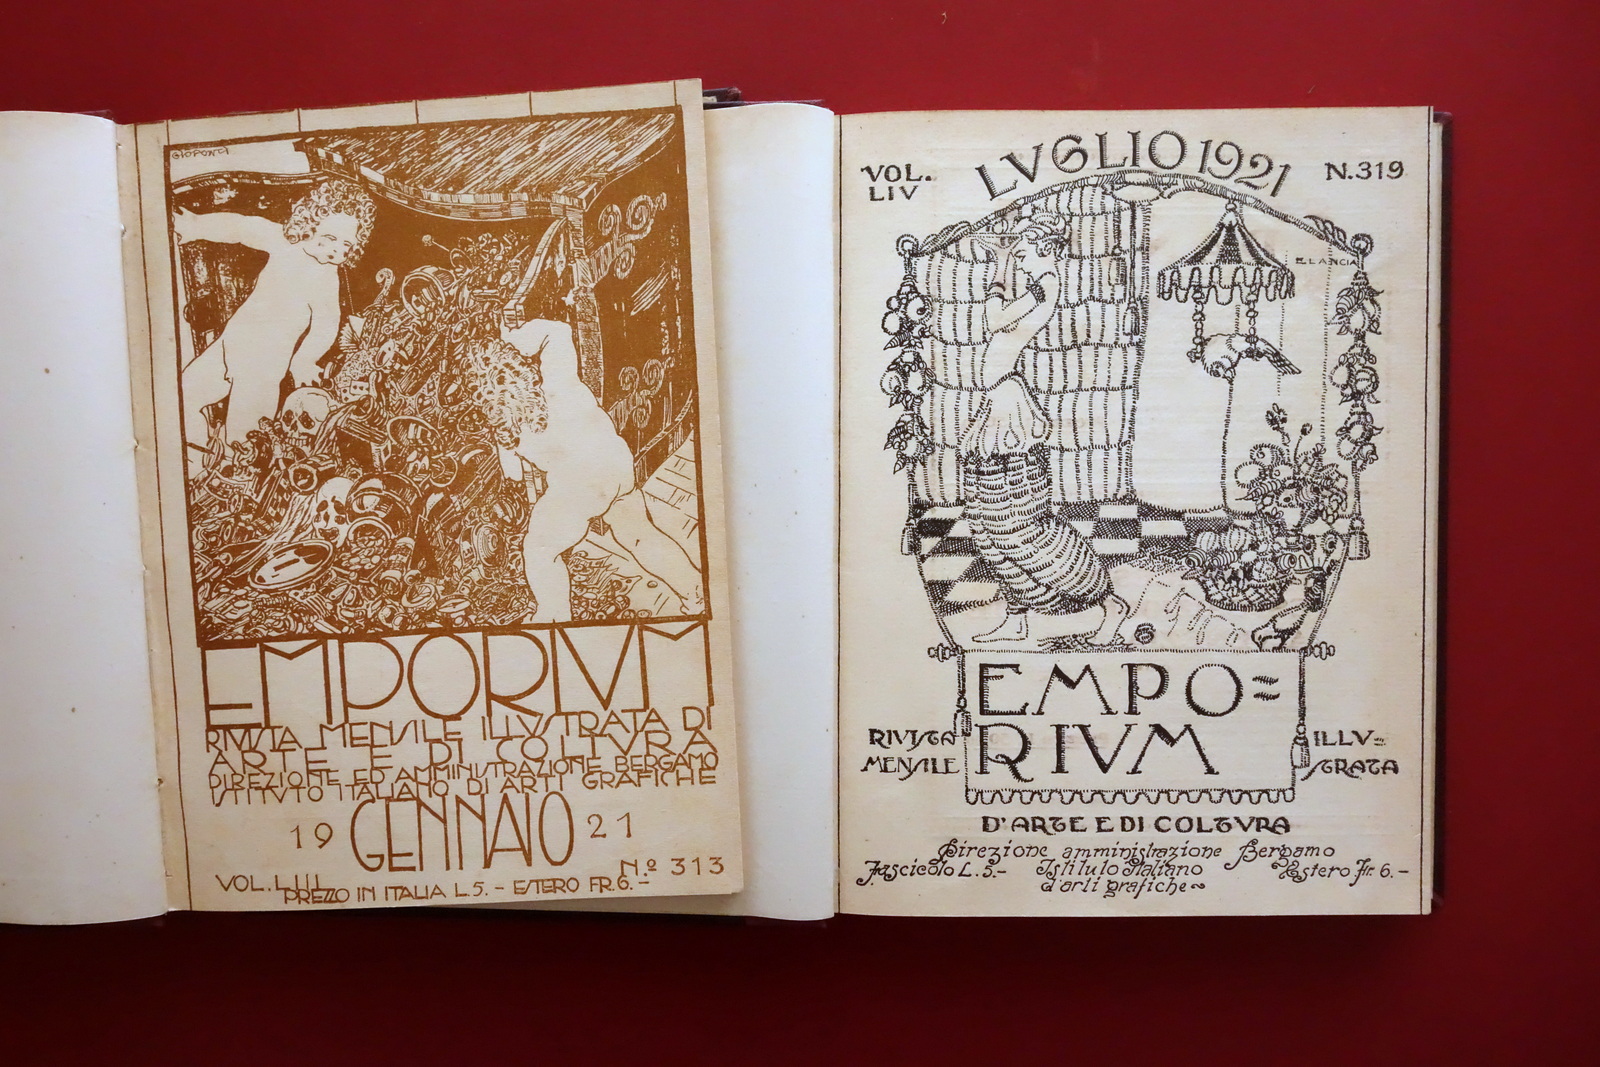 GIO PONTI
EMPORIVM
RIVISTA MENSILE ILLVSTRATA DI
ARTE E DI COLTVRA
DIREZIONE ED AMMINISTRAZIONE BERGAMO
ISTITVTO ITALIANO DI ARTI GRAFICHE
19 GENNAIO 21
VOL. LIII N.o 313
PREZZO IN ITALIA L.5.- ESTERO FR.6.-
VOL. LIV
LVGLIO 1921
N.319
E. LANCIA
EMPO=
RIVM
RIVISTA
MENSILE
ILLV=
STRATA
D'ARTE E DI COLTVRA
Direzione amministrazione Bergamo
Fascicolo L.5.- Istituto Italiano Estero Fr. 6.-
d'arti grafiche